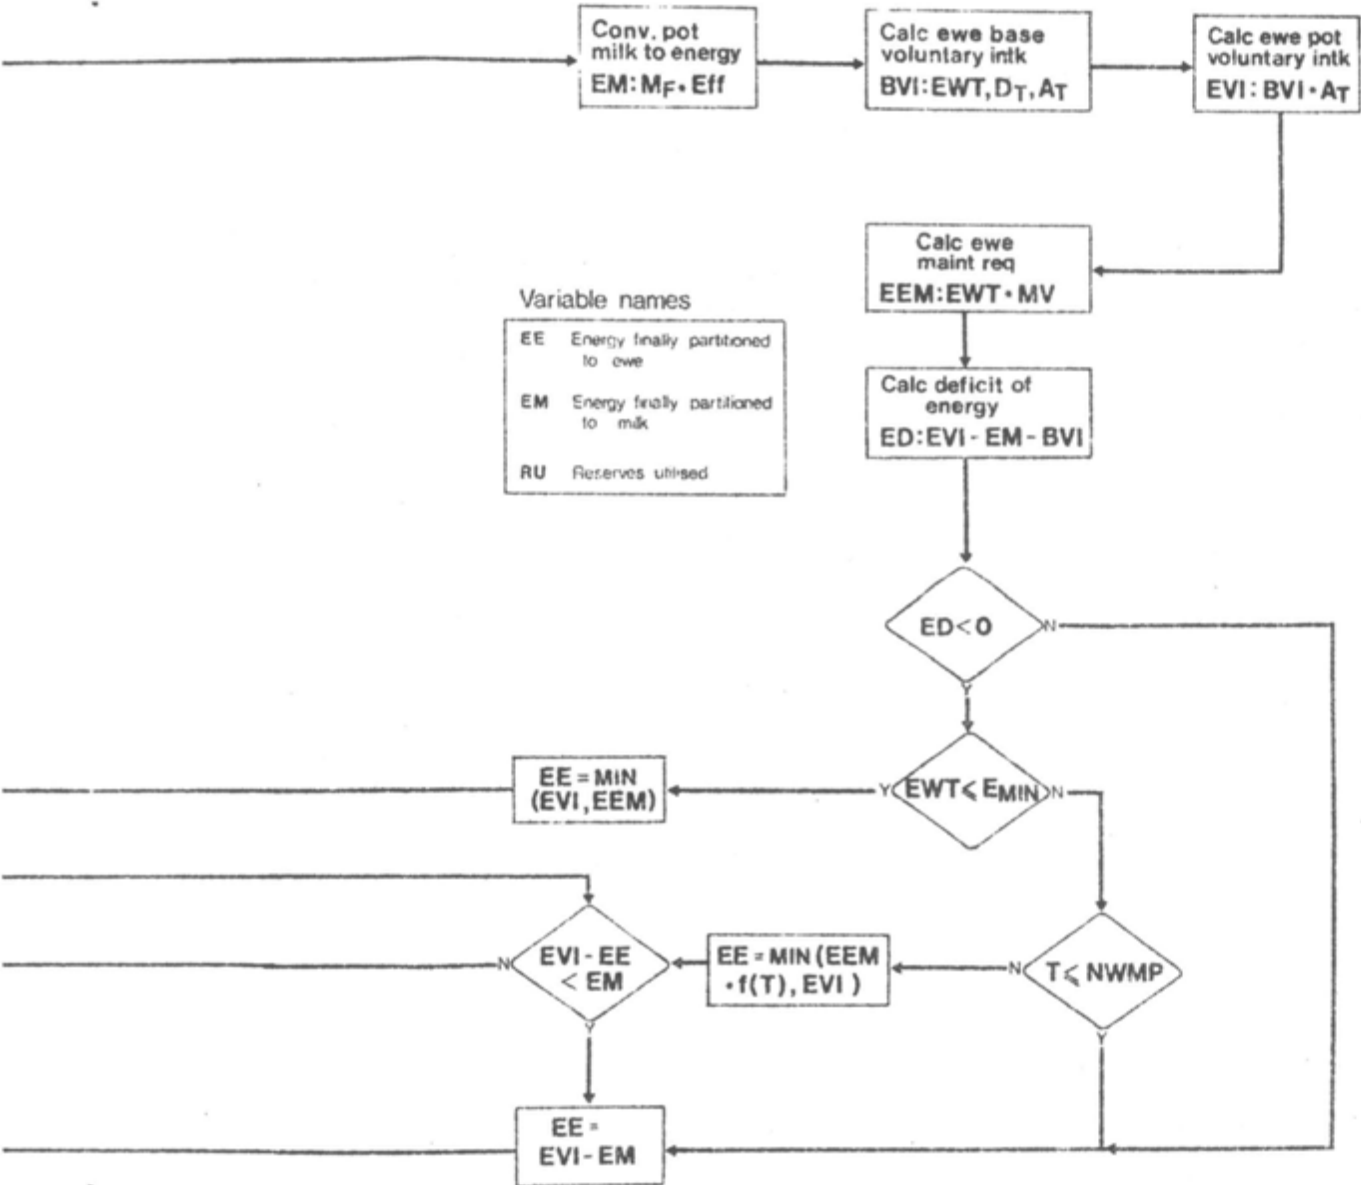 Conv. pot
milk to energy
EM:MF•Eff
Calc ewe base
voluntary intk
BVI:EWT,DT,AT
Calc ewe pot
voluntary intk
EVI:BVI•AT
Calc ewe
maint req
EEM:EWT•MV
Variable names
EE Energy finally partitioned
to ewe
EM Energy finally partitioned
to milk
RU Reserves utilised
Calc deficit of
energy
ED:EVI-EM-BVI
ED<0
N
Y
EE=MIN
(EVI,EEM)
Y
EWT⩽EMIN
N
EVI-EE
<EM
N
Y
EE=MIN(EEM
•f(T),EVI)
N
T⩽NWMP
Y
EE=
EVI-EM